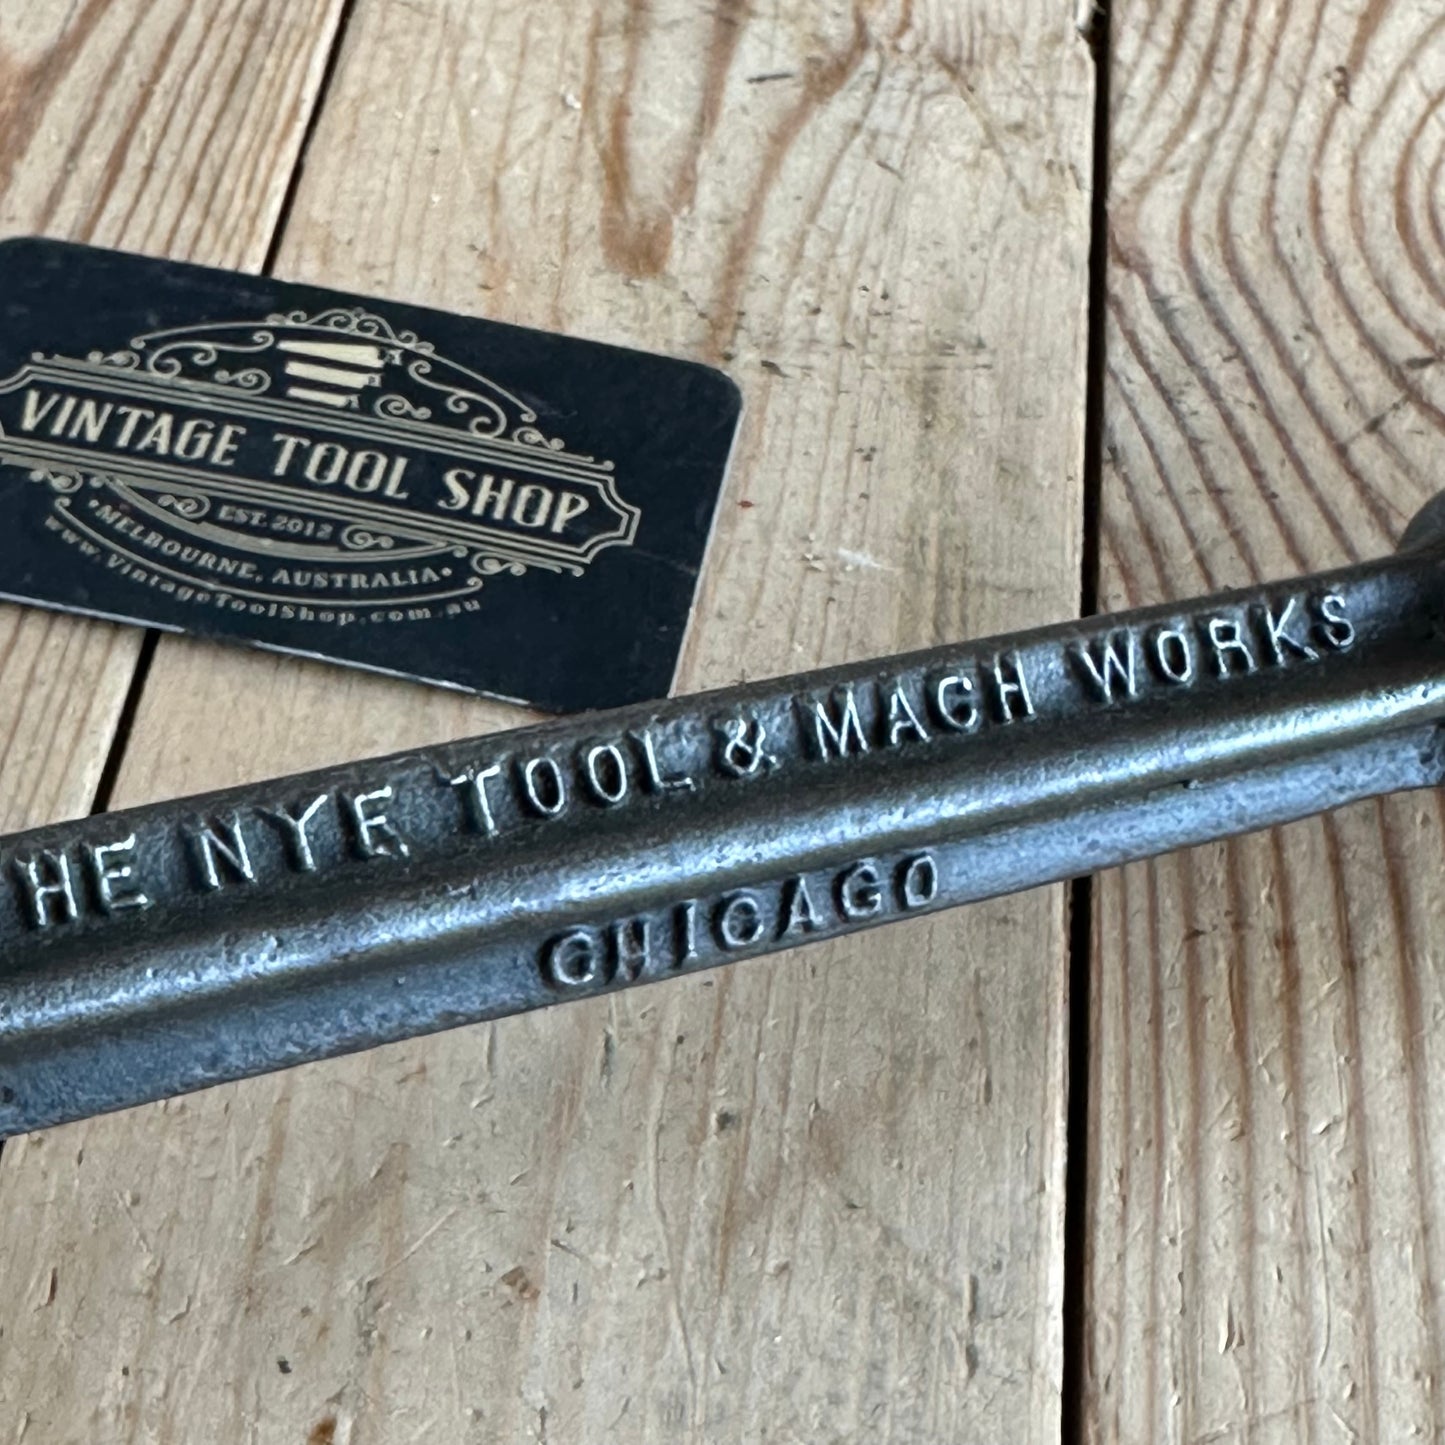 VINTAGE TOOL SHOP
EST. 2012
•MELBOURNE, AUSTRALIA•
www.VintageToolShop.com.au
HE NYE TOOL & MACH WORKS
CHICAGO